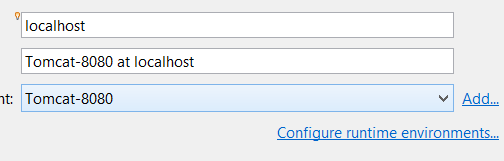 localhost
Tomcat-8080 at localhost
nt: Tomcat-8080 Add...
Configure runtime environments...